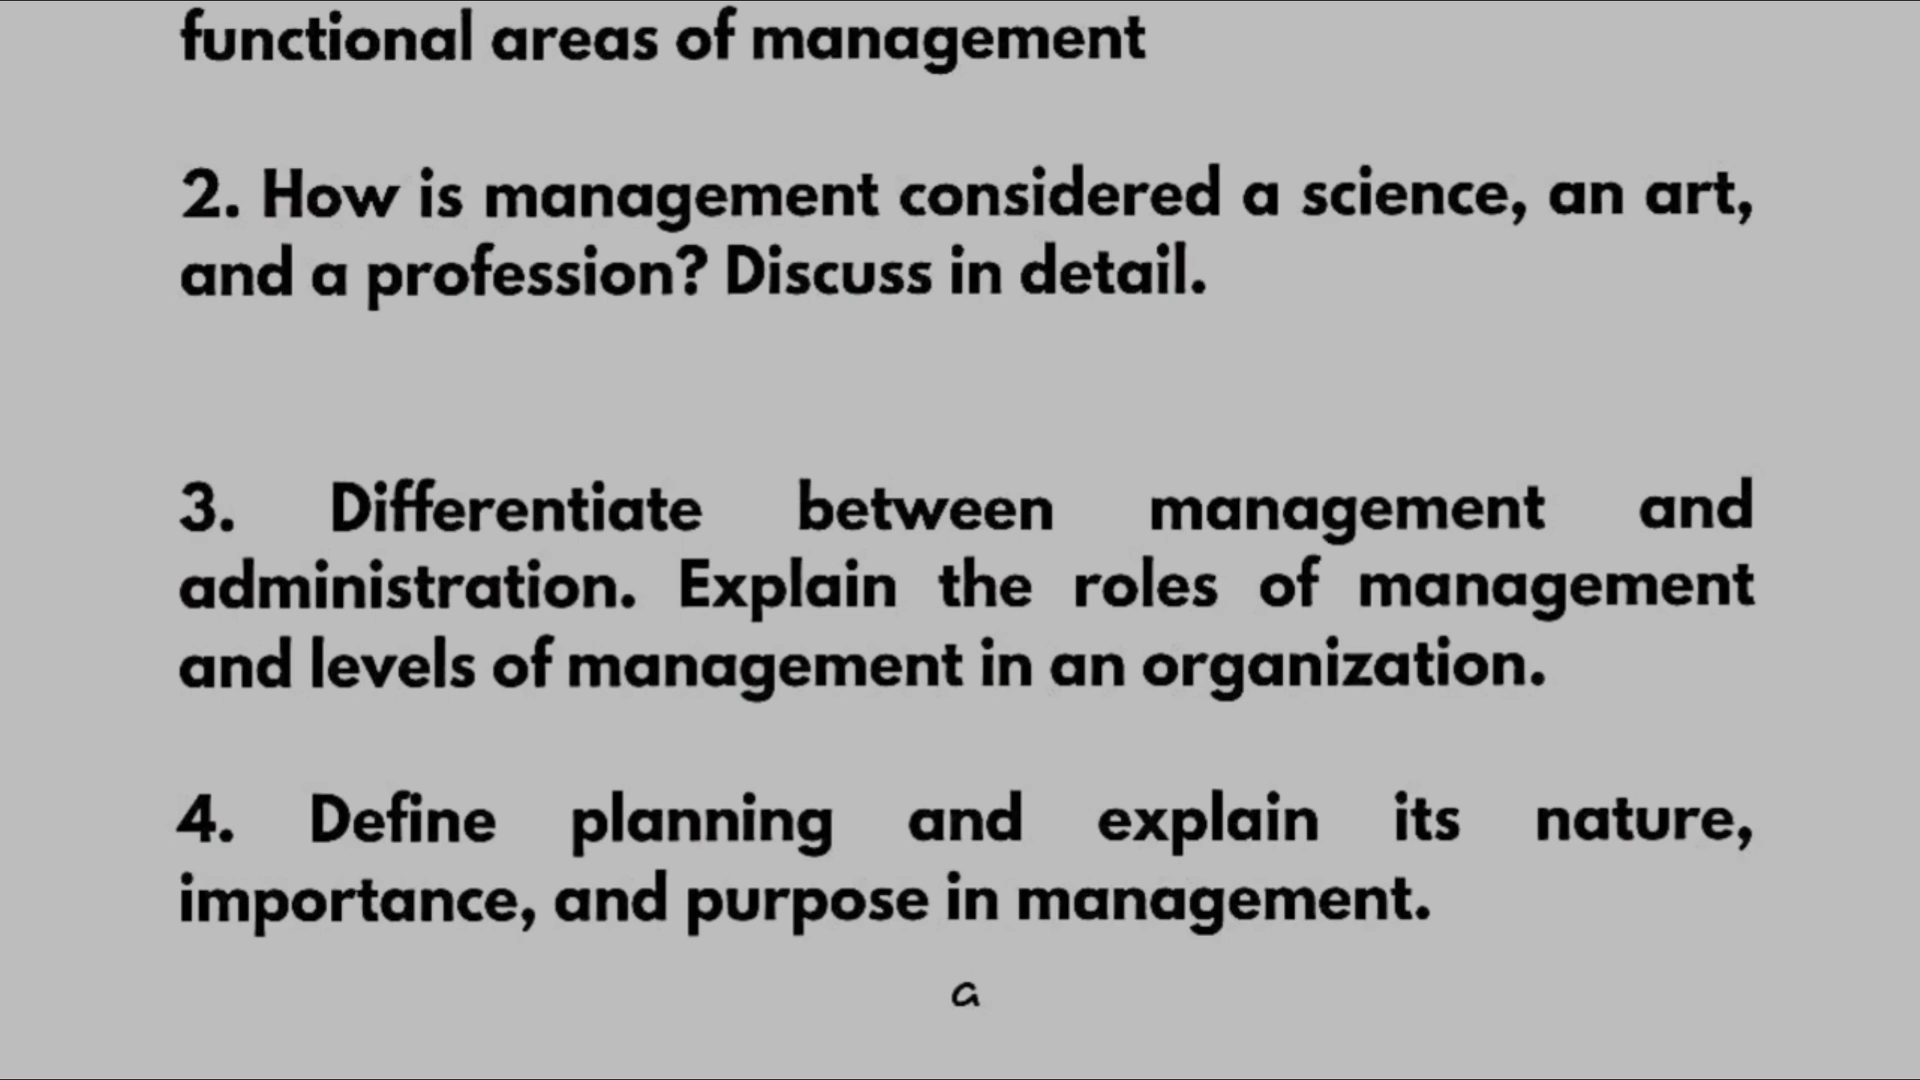 functional areas of management
2. How is management considered a science, an art,
and a profession? Discuss in detail.
3. Differentiate between management and
administration. Explain the roles of management
and levels of management in an organization.
4. Define planning and explain its nature,
importance, and purpose in management.
a